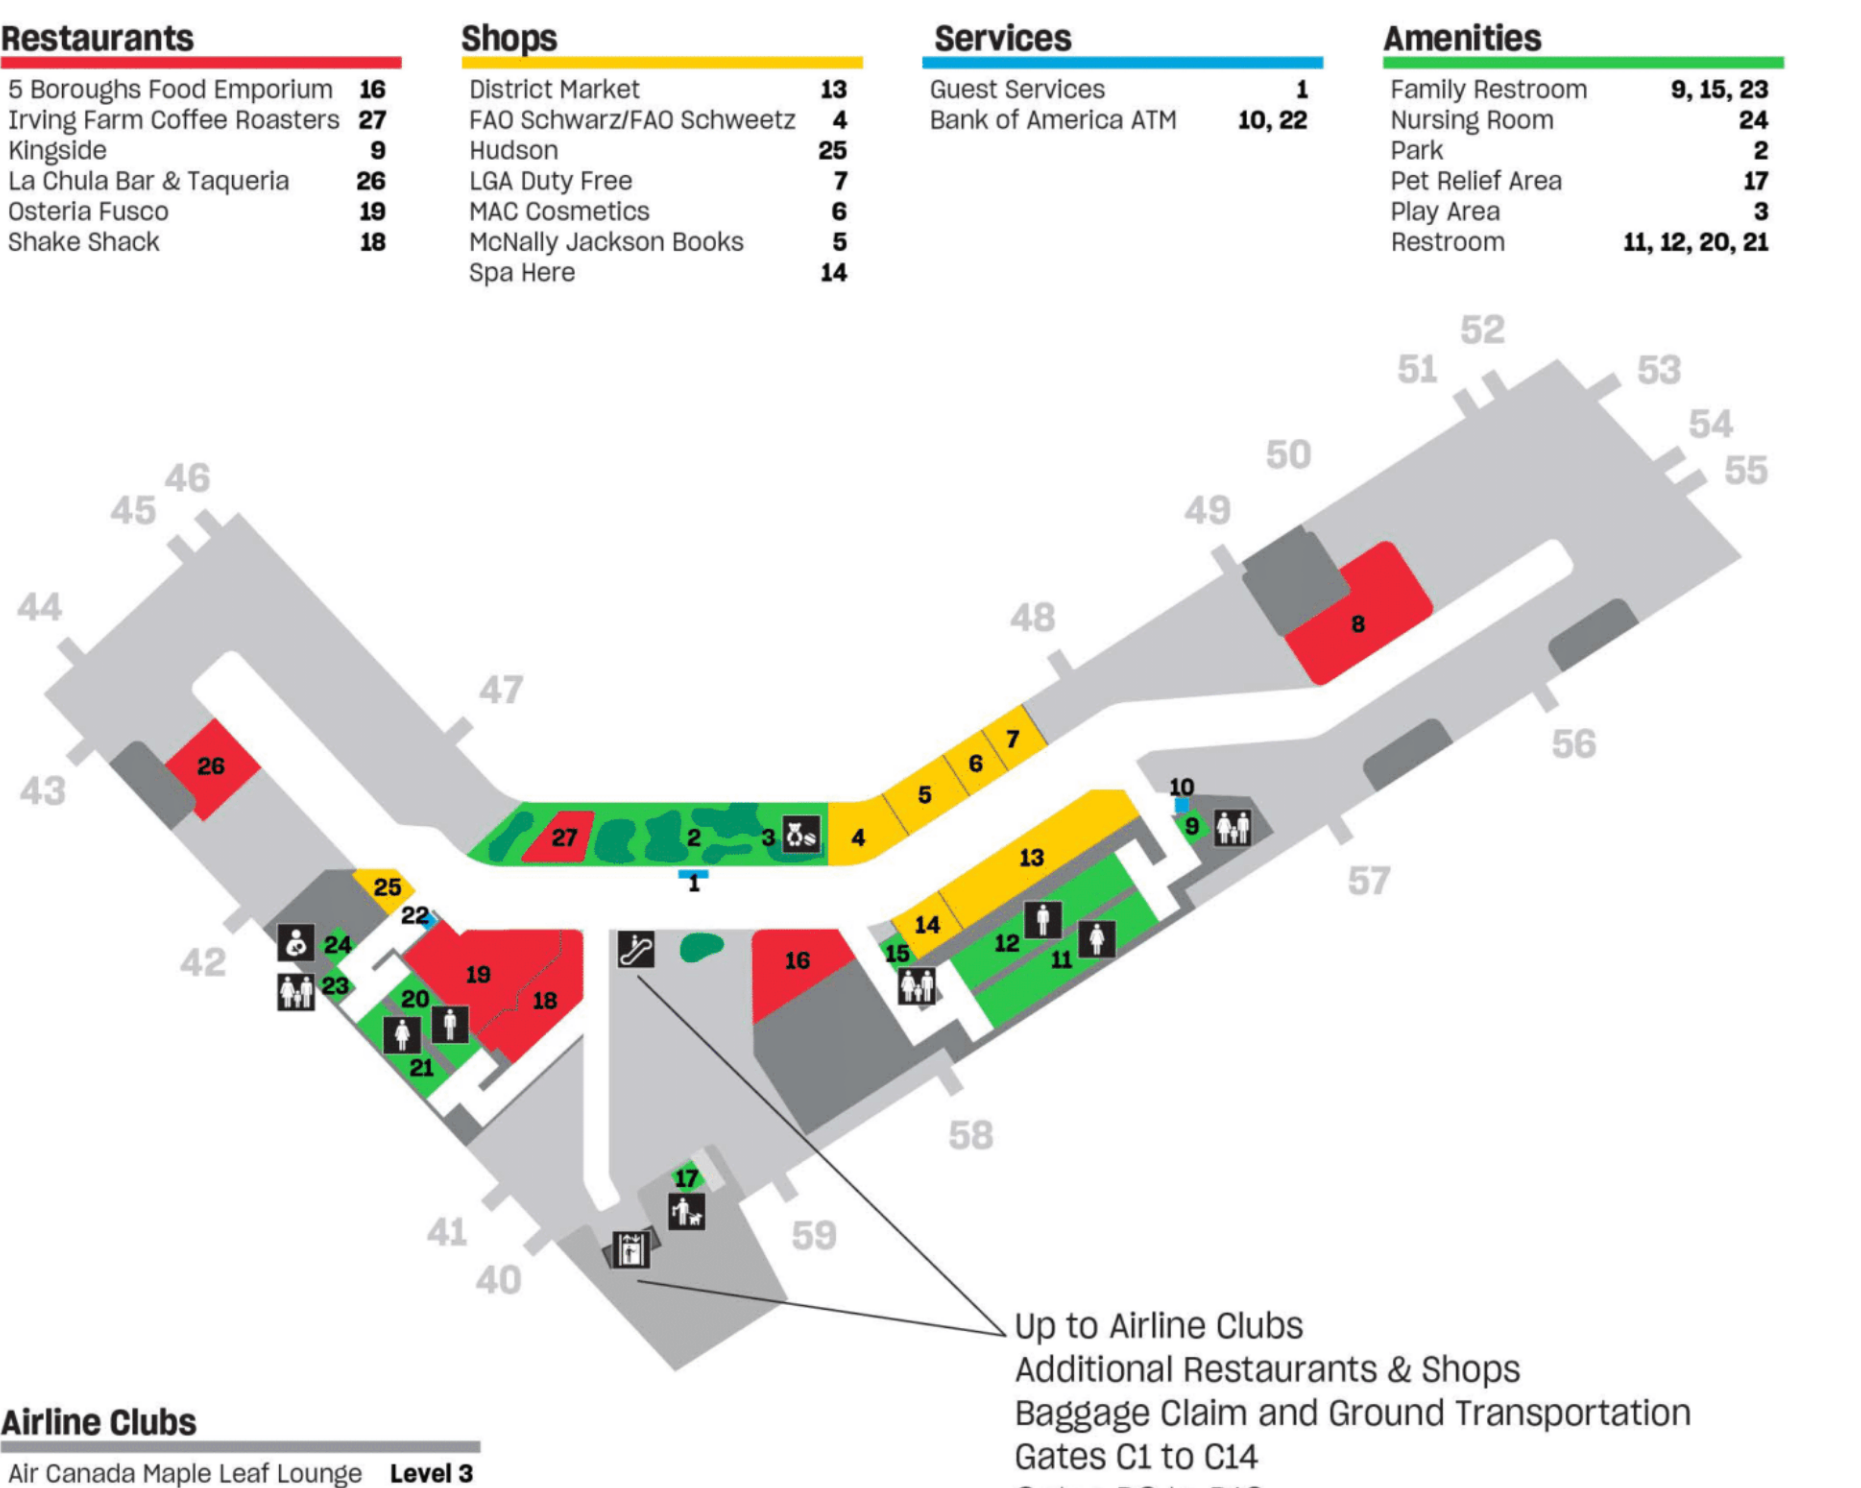 Restaurants
5 Boroughs Food Emporium 16
Irving Farm Coffee Roasters 27
Kingside 9
La Chula Bar & Taqueria 26
Osteria Fusco 19
Shake Shack 18
Shops
District Market 13
FAO Schwarz/FAO Schweetz 4
Hudson 25
LGA Duty Free 7
MAC Cosmetics 6
McNally Jackson Books 5
Spa Here 14
Services
Guest Services 1
Bank of America ATM 10, 22
Amenities
Family Restroom 9, 15, 23
Nursing Room 24
Park 2
Pet Relief Area 17
Play Area 3
Restroom 11, 12, 20, 21
52
51
53
54
55
50
49
46
45
44
48
8
47
7
6
5
56
26
43
10
9
27
2
3
4
13
1
57
25
22
14
12
11
15
24
42
23
19
16
20
18
21
58
17
41
59
40
Up to Airline Clubs
Additional Restaurants & Shops
Baggage Claim and Ground Transportation
Gates C1 to C14
Airline Clubs
Air Canada Maple Leaf Lounge Level 3